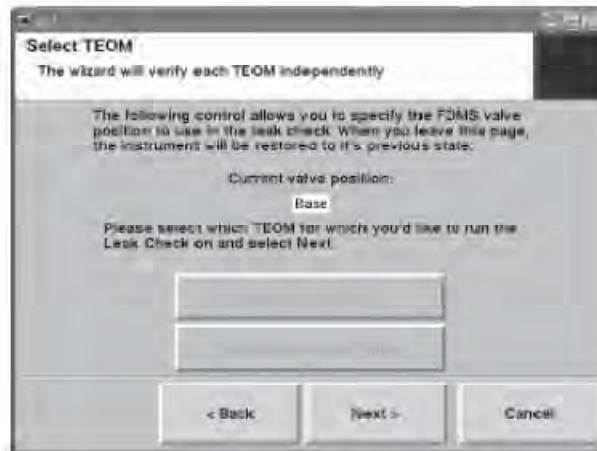 Select TEOM
The wizard will verify each TEOM independently
The following control allows you to specify the FDMS valve
position to use in the leak check. When you leave this page,
the instrument will be restored to it's previous state.
Current valve position:
Base
Please select which TEOM for which you'd like to run the
Leak Check on and select Next
< Back
Next >
Cancel